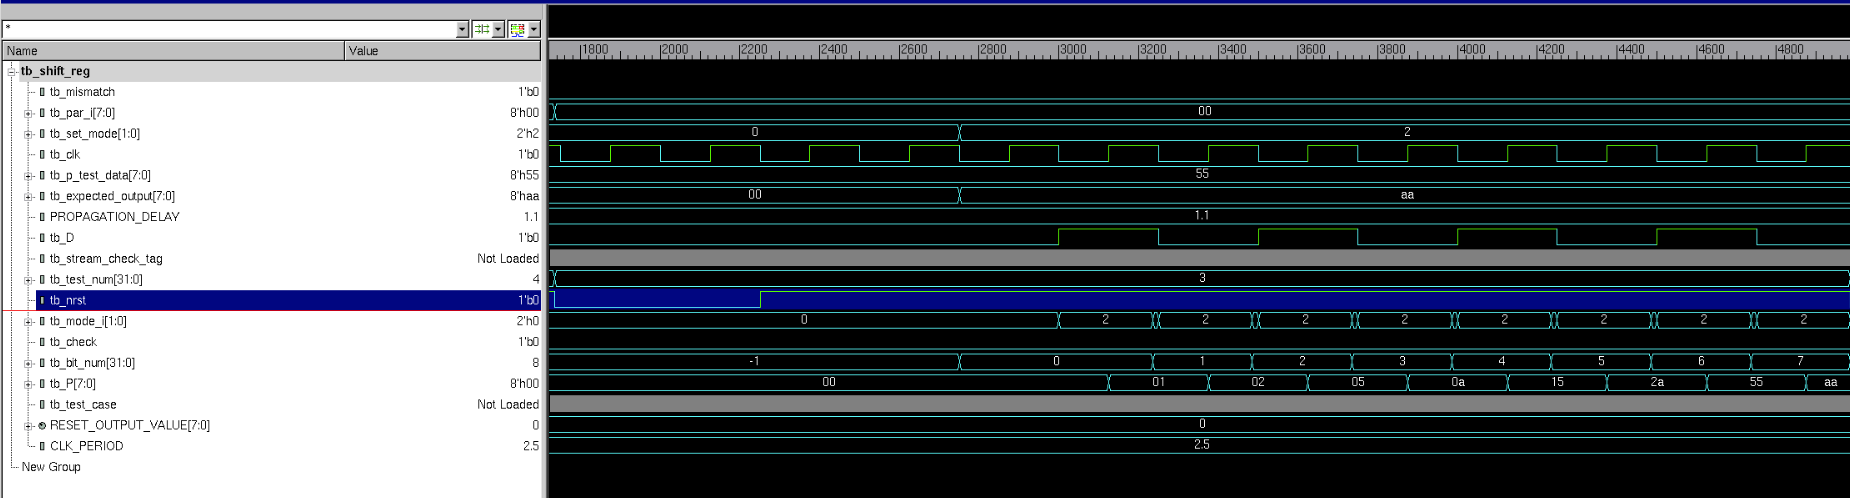 *
Name Value
1800 2000 2200 2400 2600 2800 3000 3200 3400 3600 3800 4000 4200 4400 4600 4800
tb_shift_reg
tb_mismatch 1'b0
tb_par_i[7:0] 8'h00 00
tb_set_mode[1:0] 2'h2 0 2
tb_clk 1'b0
tb_p_test_data[7:0] 8'h55 55
tb_expected_output[7:0] 8'haa 00 aa
PROPAGATION_DELAY 1.1 1.1
tb_D 1'b0
tb_stream_check_tag Not Loaded
tb_test_num[31:0] 4 3
tb_nrst 1'b0
tb_mode_i[1:0] 2'h0 0 2 2 2 2 2 2 2 2
tb_check 1'b0
tb_bit_num[31:0] 8 -1 0 1 2 3 4 5 6 7
tb_P[7:0] 8'h00 00 01 02 05 0a 15 2a 55 aa
tb_test_case Not Loaded
RESET_OUTPUT_VALUE[7:0] 0 0
CLK_PERIOD 2.5 2.5
New Group